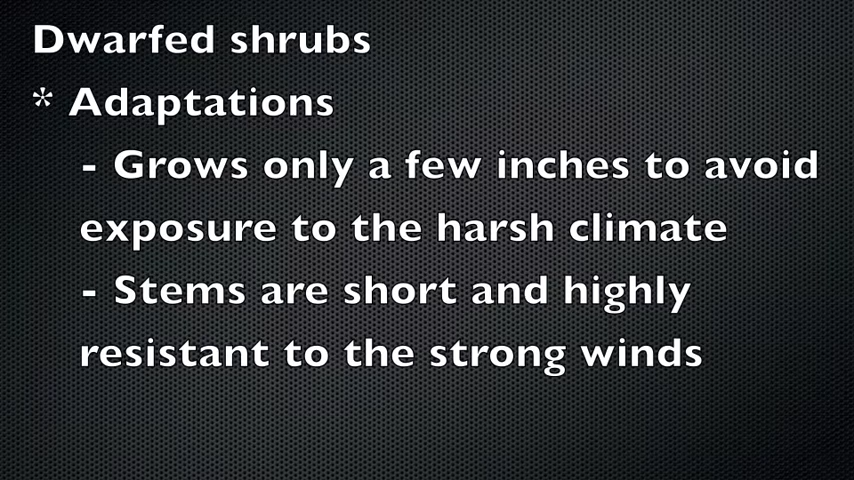 Dwarfed shrubs
* Adaptations
- Grows only a few inches to avoid
exposure to the harsh climate
- Stems are short and highly
resistant to the strong winds